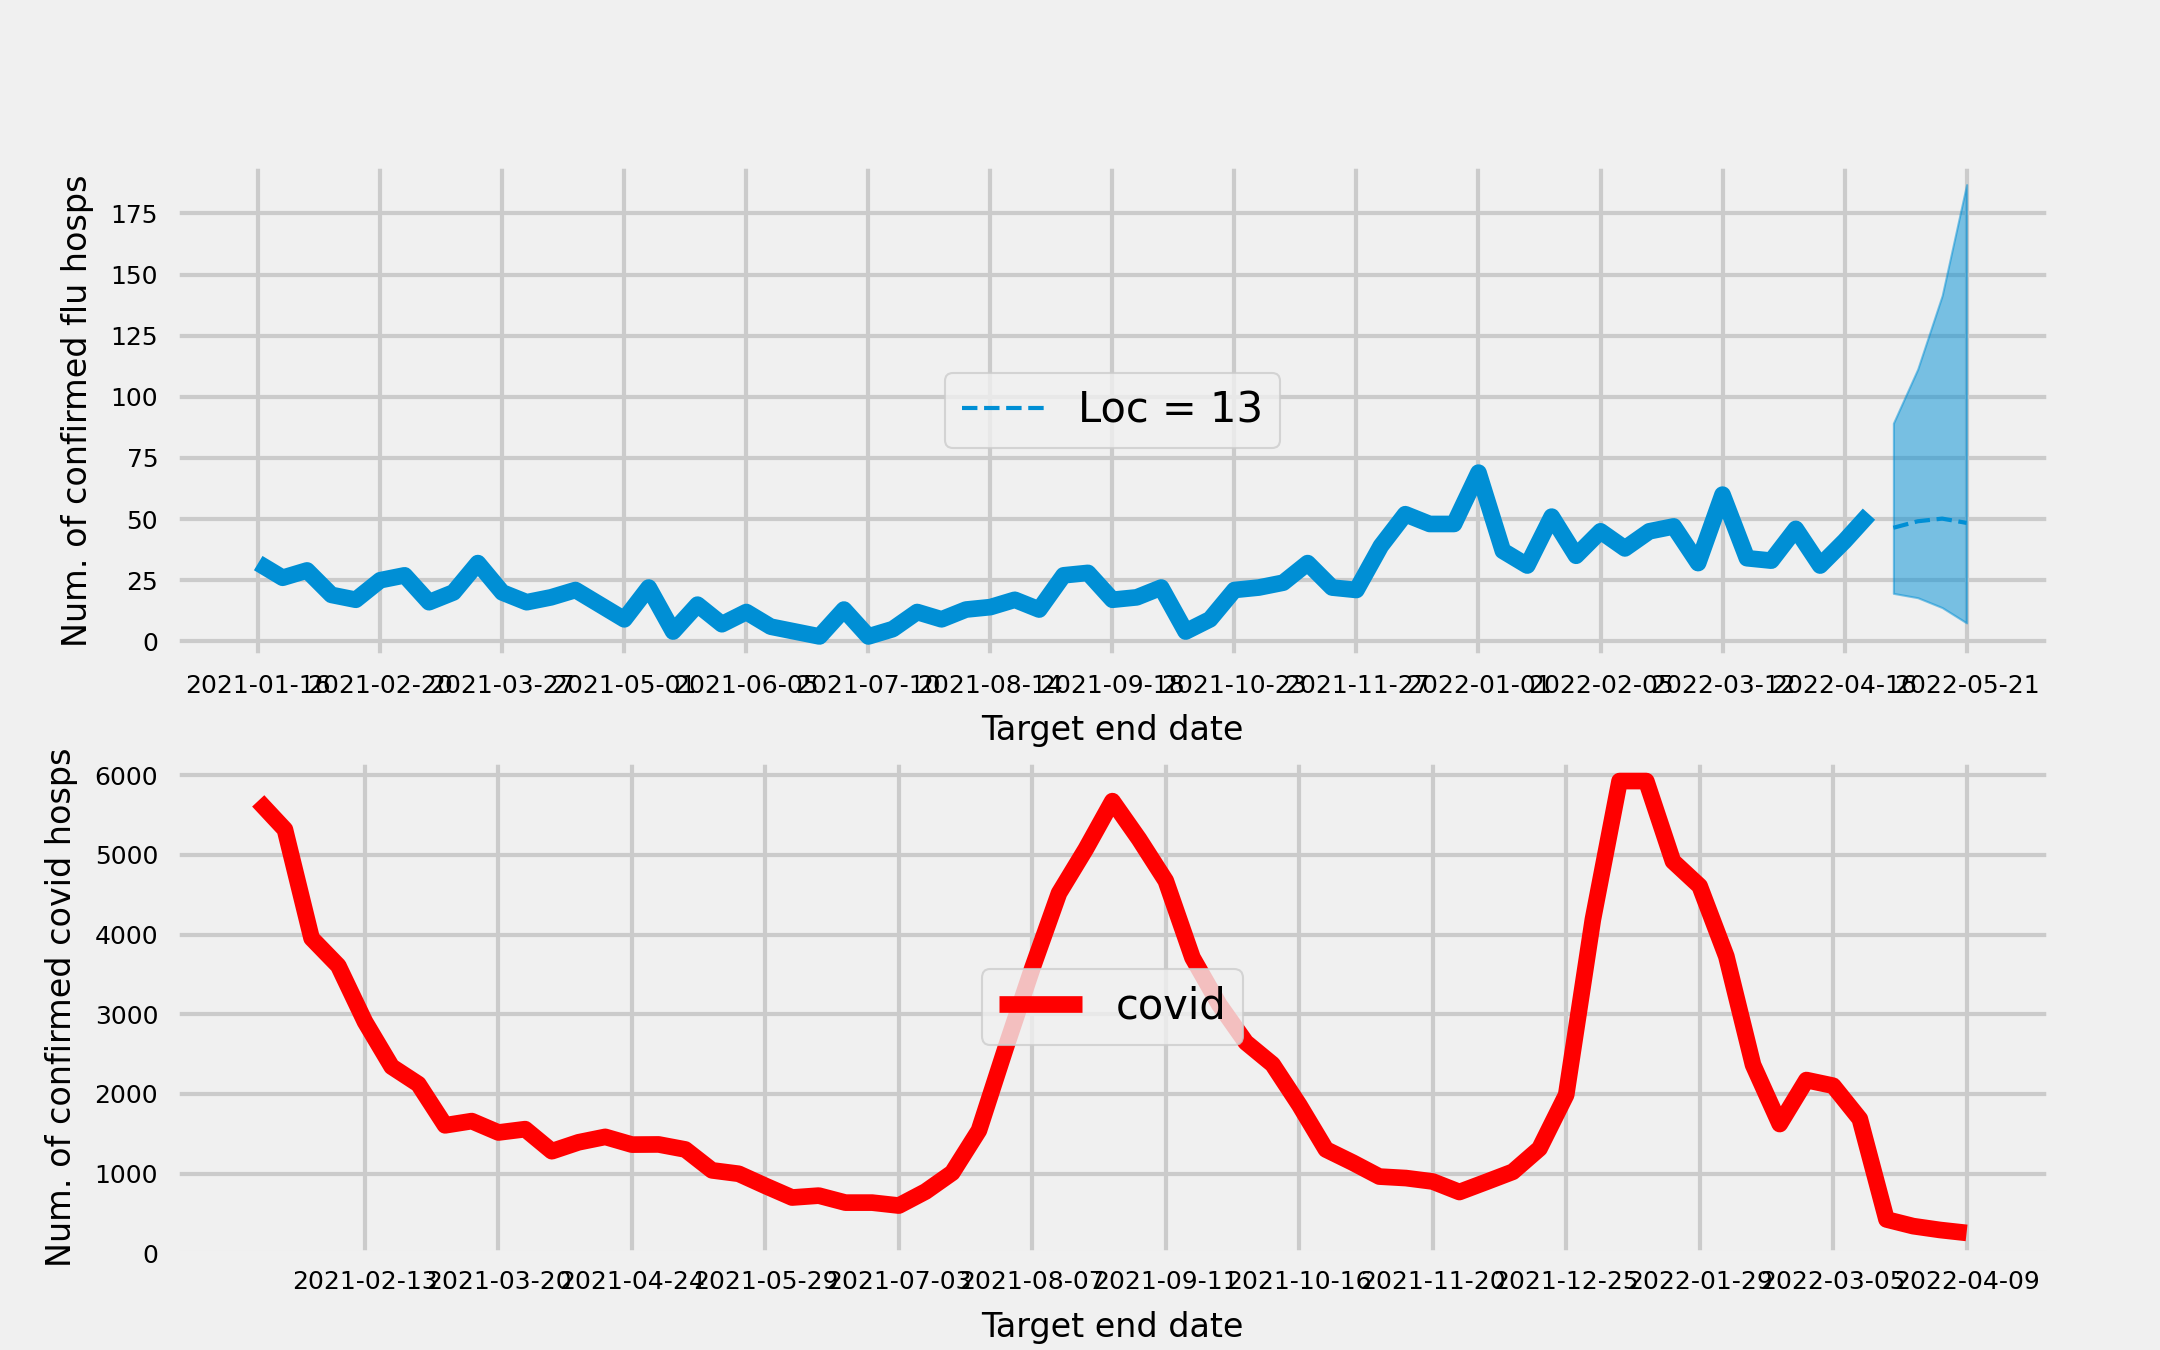 Num. of confirmed flu hosps
175
150
125
100
75
50
25
0
Loc = 13
2021-01-16 2021-02-20 2021-03-27 2021-05-01 2021-06-05 2021-07-10 2021-08-14 2021-09-18 2021-10-23 2021-11-27 2022-01-01 2022-02-05 2022-03-12 2022-04-16 2022-05-21
Target end date
Num. of confirmed covid hosps
6000
5000
4000
3000
2000
1000
0
covid
2021-02-13 2021-03-20 2021-04-24 2021-05-29 2021-07-03 2021-08-07 2021-09-11 2021-10-16 2021-11-20 2021-12-25 2022-01-29 2022-03-05 2022-04-09
Target end date